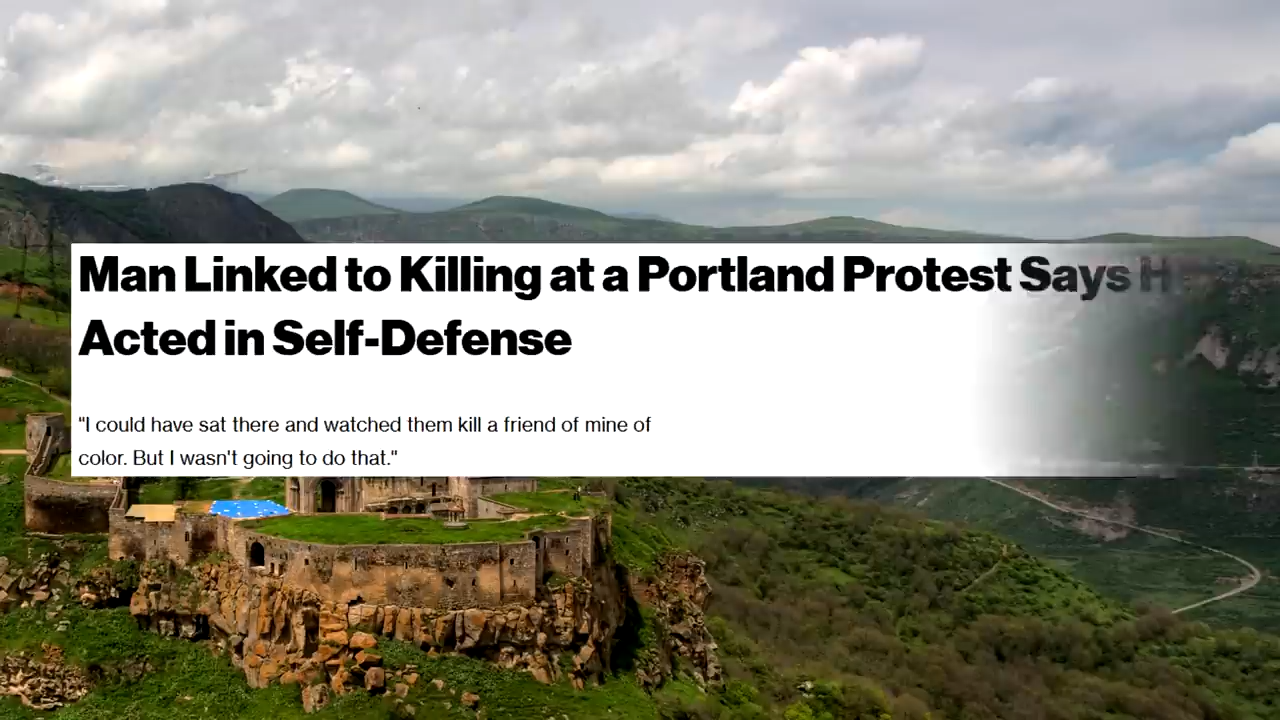 Man Linked to Killing at a Portland Protest Says H
Acted in Self-Defense
"I could have sat there and watched them kill a friend of mine of
color. But I wasn't going to do that."